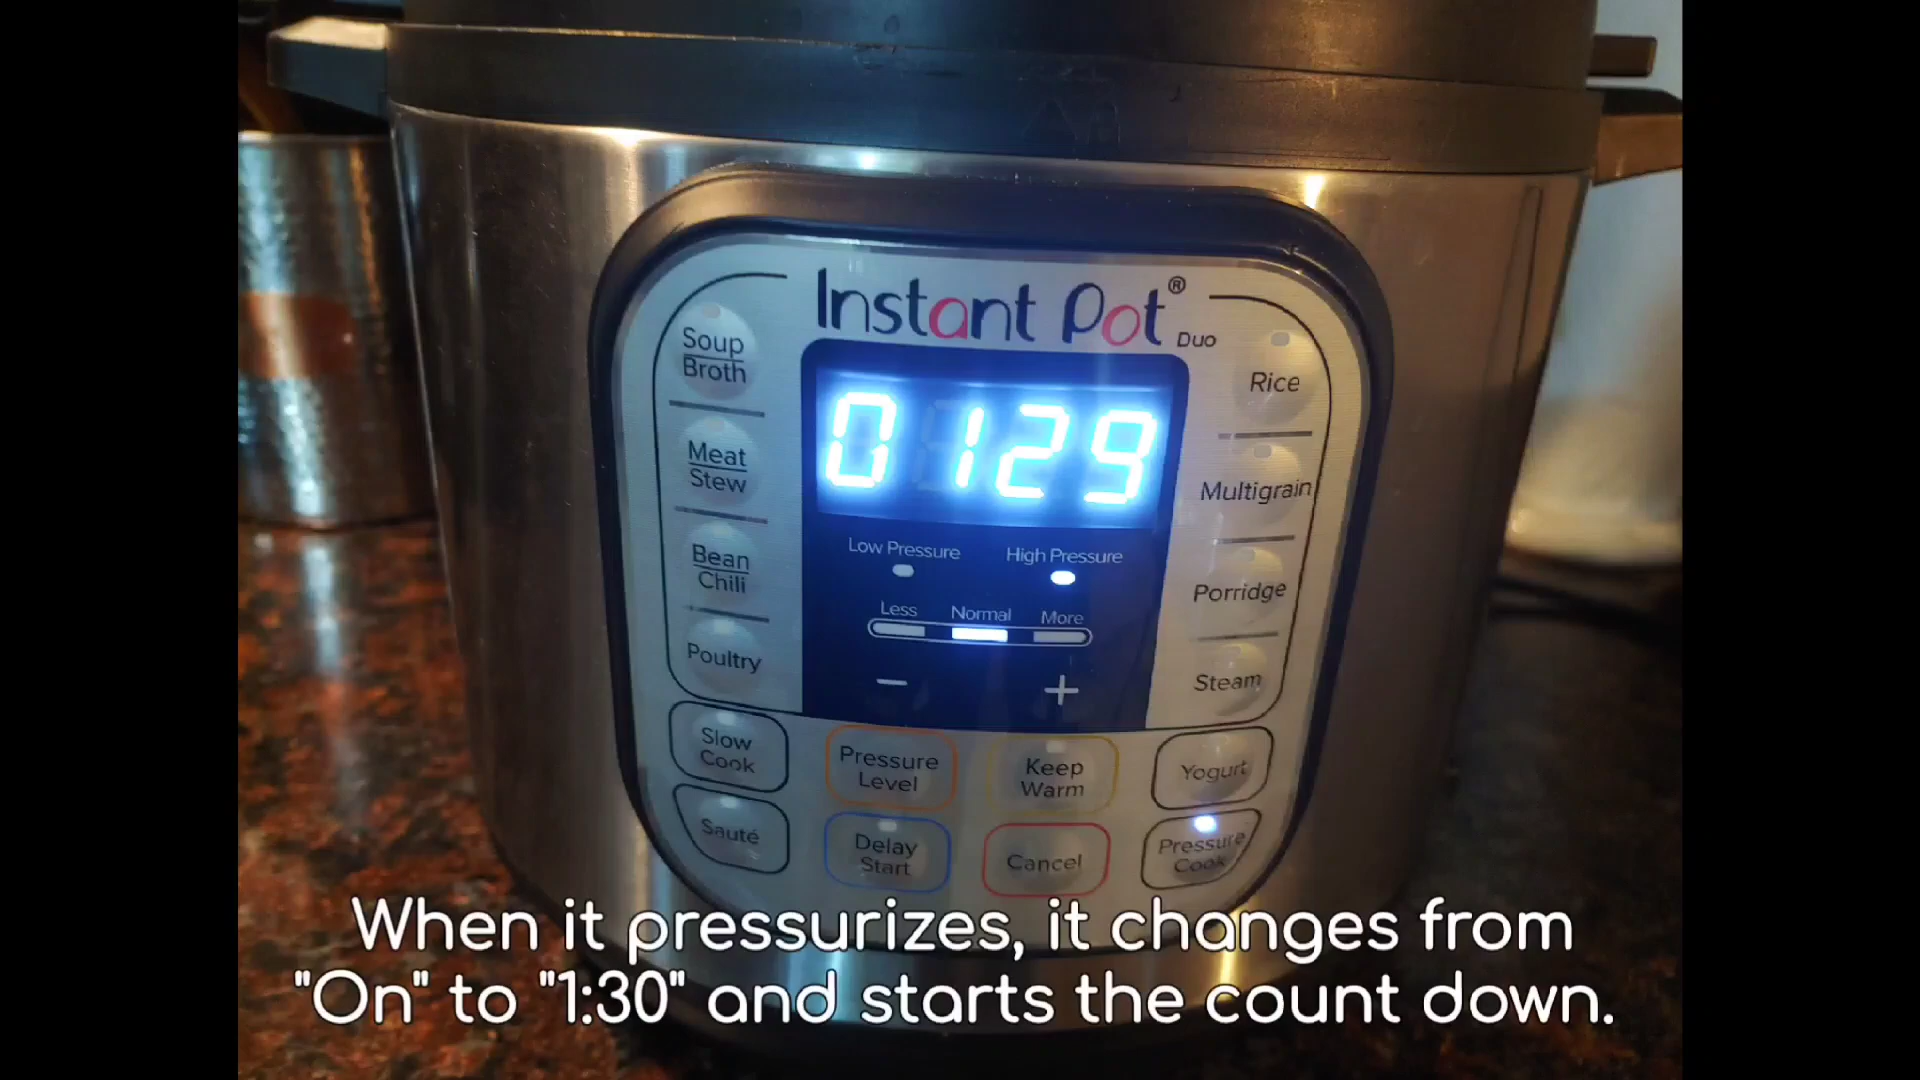 Instant Pot®
Duo
Soup
Broth
Meat
Stew
Bean
Chili
Poultry
0129
Low Pressure
High Pressure
Less
Normal
More
−
+
Rice
Multigrain
Porridge
Steam
Slow
Cook
Pressure
Level
Keep
Warm
Yogurt
Sauté
Delay
Start
Cancel
Pressure
Cook
When it pressurizes, it changes from
"On" to "1:30" and starts the count down.